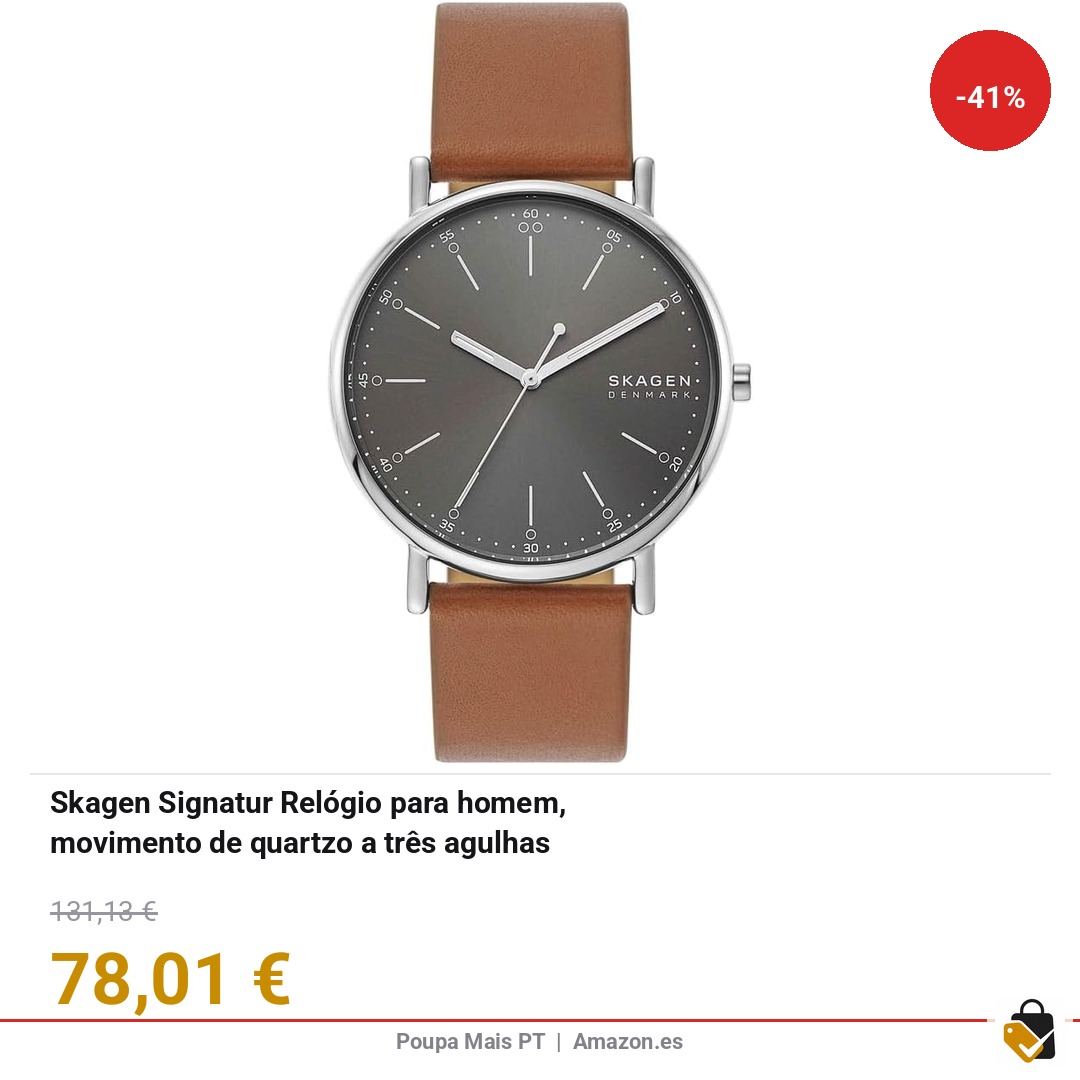 -41%
60
55
05
50
10
45
SKAGEN
DENMARK
40
20
35
25
30
Skagen Signatur Relógio para homem,
movimento de quartzo a três agulhas
131,13 €
78,01 €
Poupa Mais PT | Amazon.es